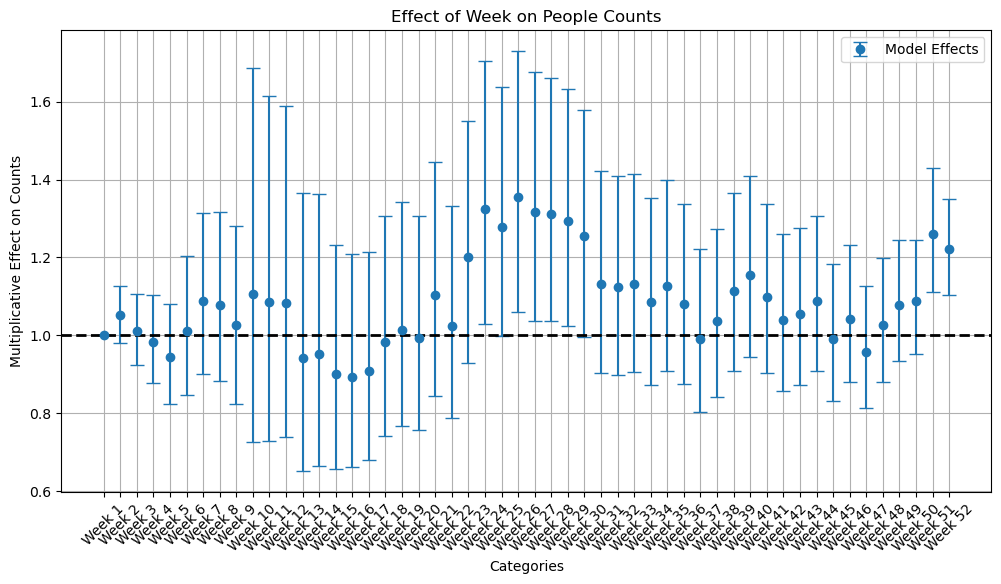 Effect of Week on People Counts
Model Effects
Multiplicative Effect on Counts
1.6
1.4
1.2
1.0
0.8
0.6
Week 1
Week 2
Week 3
Week 4
Week 5
Week 6
Week 7
Week 8
Week 9
Week 10
Week 11
Week 12
Week 13
Week 14
Week 15
Week 16
Week 17
Week 18
Week 19
Week 20
Week 21
Week 22
Week 23
Week 24
Week 25
Week 26
Week 27
Week 28
Week 29
Week 30
Week 31
Week 32
Week 33
Week 34
Week 35
Week 36
Week 37
Week 38
Week 39
Week 40
Week 41
Week 42
Week 43
Week 44
Week 45
Week 46
Week 47
Week 48
Week 49
Week 50
Week 51
Week 52
Categories